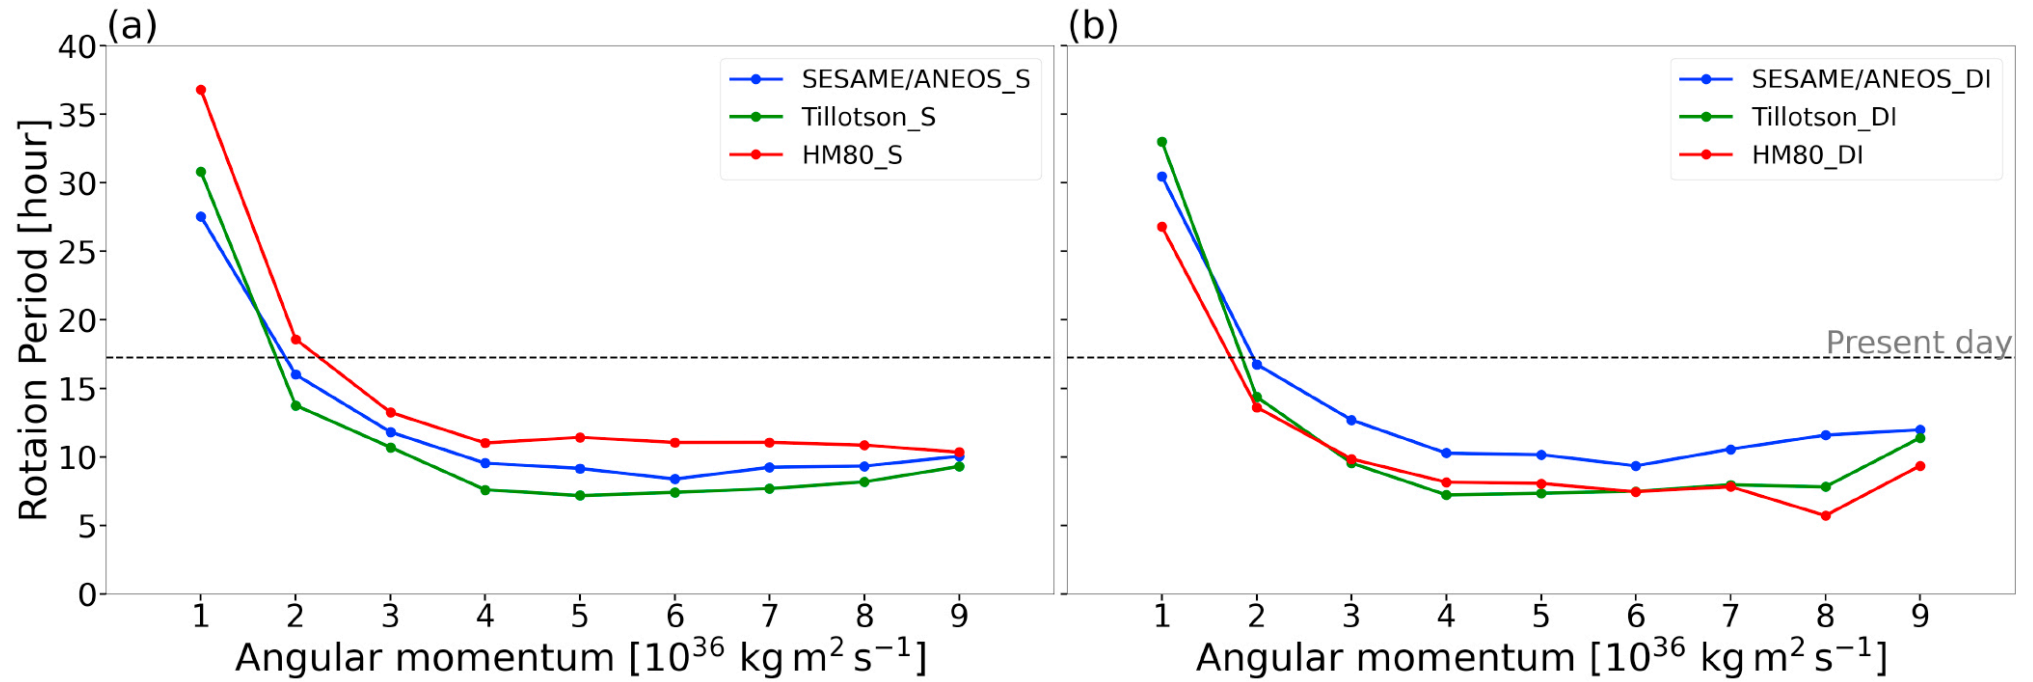 (a)
SESAME/ANEOS_S
Tillotson_S
HM80_S
Rotaion Period [hour]
40
35
30
25
20
15
10
5
0
1 2 3 4 5 6 7 8 9
Angular momentum [10³⁶ kg m² s⁻¹]
(b)
SESAME/ANEOS_DI
Tillotson_DI
HM80_DI
Present day
1 2 3 4 5 6 7 8 9
Angular momentum [10³⁶ kg m² s⁻¹]